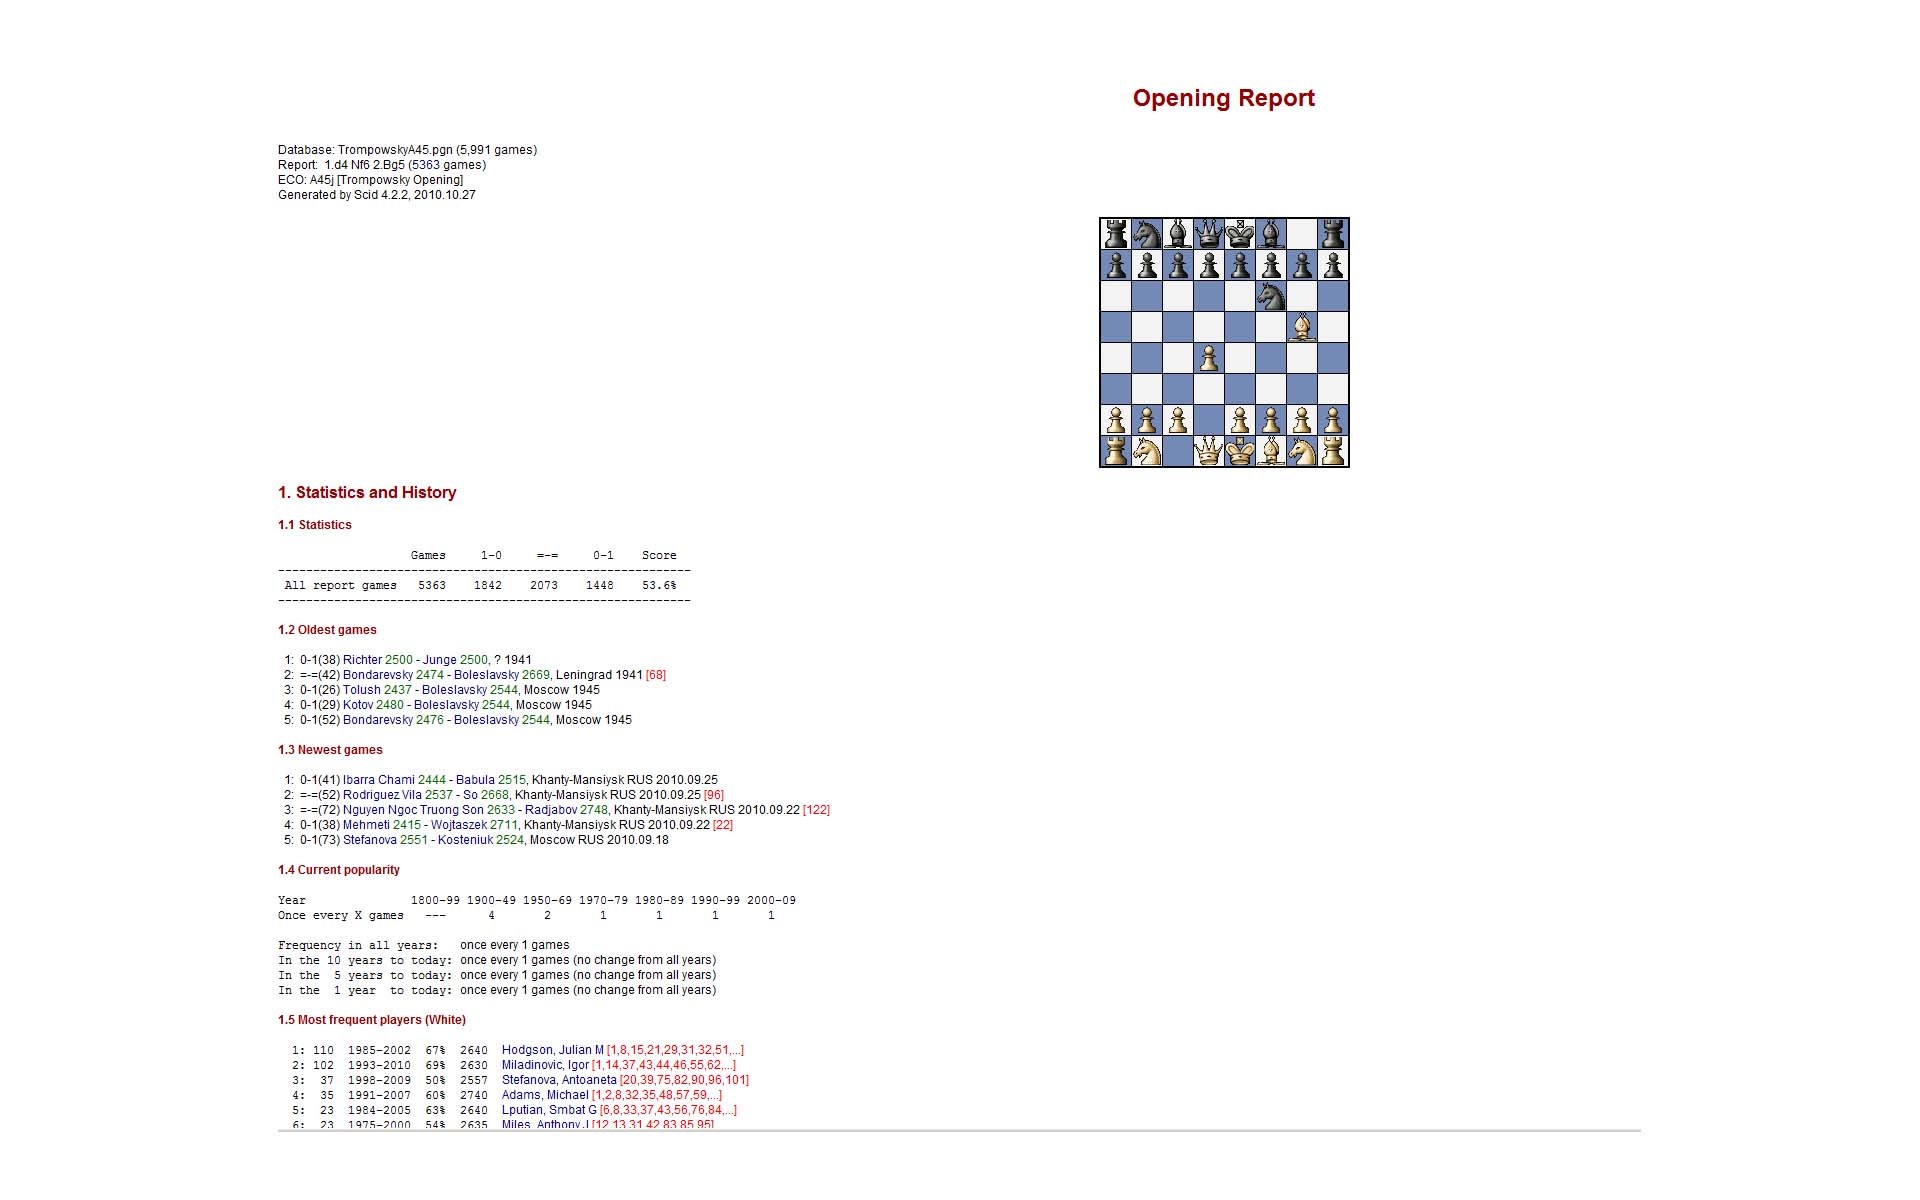 Opening Report
Database: TrompowskyA45.pgn (5,991 games)
Report:  1.d4 Nf6 2.Bg5 (5363 games)
ECO: A45j [Trompowsky Opening]
Generated by Scid 4.2.2, 2010.10.27
1. Statistics and History
1.1 Statistics
Games 1-0 =-= 0-1 Score
------------------------------------------------------------
All report games 5363 1842 2073 1448 53.6%
------------------------------------------------------------
1.2 Oldest games
1: 0-1(38) Richter 2500 - Junge 2500, ? 1941
2: =-=(42) Bondarevsky 2474 - Boleslavsky 2669, Leningrad 1941 [68]
3: 0-1(26) Tolush 2437 - Boleslavsky 2544, Moscow 1945
4: 0-1(29) Kotov 2480 - Boleslavsky 2544, Moscow 1945
5: 0-1(52) Bondarevsky 2476 - Boleslavsky 2544, Moscow 1945
1.3 Newest games
1: 0-1(41) Ibarra Chami 2444 - Babula 2515, Khanty-Mansiysk RUS 2010.09.25
2: =-=(52) Rodriguez Vila 2537 - So 2668, Khanty-Mansiysk RUS 2010.09.25 [96]
3: =-=(72) Nguyen Ngoc Truong Son 2633 - Radjabov 2748, Khanty-Mansiysk RUS 2010.09.22 [122]
4: 0-1(38) Mehmeti 2415 - Wojtaszek 2711, Khanty-Mansiysk RUS 2010.09.22 [22]
5: 0-1(73) Stefanova 2551 - Kosteniuk 2524, Moscow RUS 2010.09.18
1.4 Current popularity
Year 1800-99 1900-49 1950-69 1970-79 1980-89 1990-99 2000-09
Once every X games --- 4 2 1 1 1 1
Frequency in all years: once every 1 games
In the 10 years to today: once every 1 games (no change from all years)
In the 5 years to today: once every 1 games (no change from all years)
In the 1 year to today: once every 1 games (no change from all years)
1.5 Most frequent players (White)
1: 110 1985-2002 67% 2640 Hodgson, Julian M [1,8,15,21,29,31,32,51,...]
2: 102 1993-2010 69% 2630 Miladinovic, Igor [1,14,37,43,44,46,55,62,...]
3: 37 1998-2009 50% 2557 Stefanova, Antoaneta [20,39,75,82,90,96,101]
4: 35 1991-2007 60% 2740 Adams, Michael [1,2,8,32,35,48,57,59,...]
5: 23 1984-2005 63% 2640 Lputian, Smbat G [6,8,33,37,43,56,76,84,...]
6: 23 1975-2000 54% 2635 Miles, Anthony J [12,13,31,42,83,85,95]